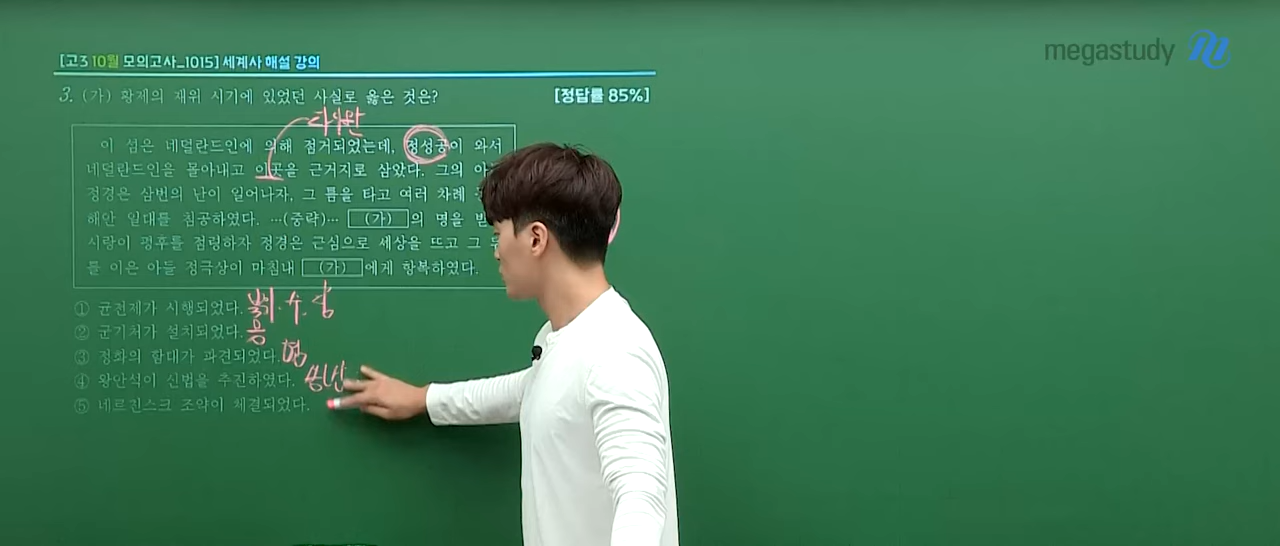 [고3 10월 모의고사_1015] 세계사 해설 강의
megastudy
3. (가) 황제의 재위 시기에 있었던 사실로 옳은 것은?
[정답률 85%]
타이완
이 섬은 네덜란드인에 의해 점거되었는데, 정성공이 와서
네덜란드인을 몰아내고 이곳을 근거지로 삼았다. 그의 아
정경은 삼번의 난이 일어나자, 그 틈을 타고 여러 차례
해안 일대를 침공하였다. …(중략)… (가) 의 명을 받
시랑이 펑후를 점령하자 정경은 근심으로 세상을 뜨고 그 뒤
를 이은 아들 정극상이 마침내 (가) 에게 항복하였다.
① 균전제가 시행되었다. 북위·수·당
② 군기처가 설치되었다.
③ 정화의 함대가 파견되었다. 명
④ 왕안석이 신법을 추진하였다.
⑤ 네르친스크 조약이 체결되었다.